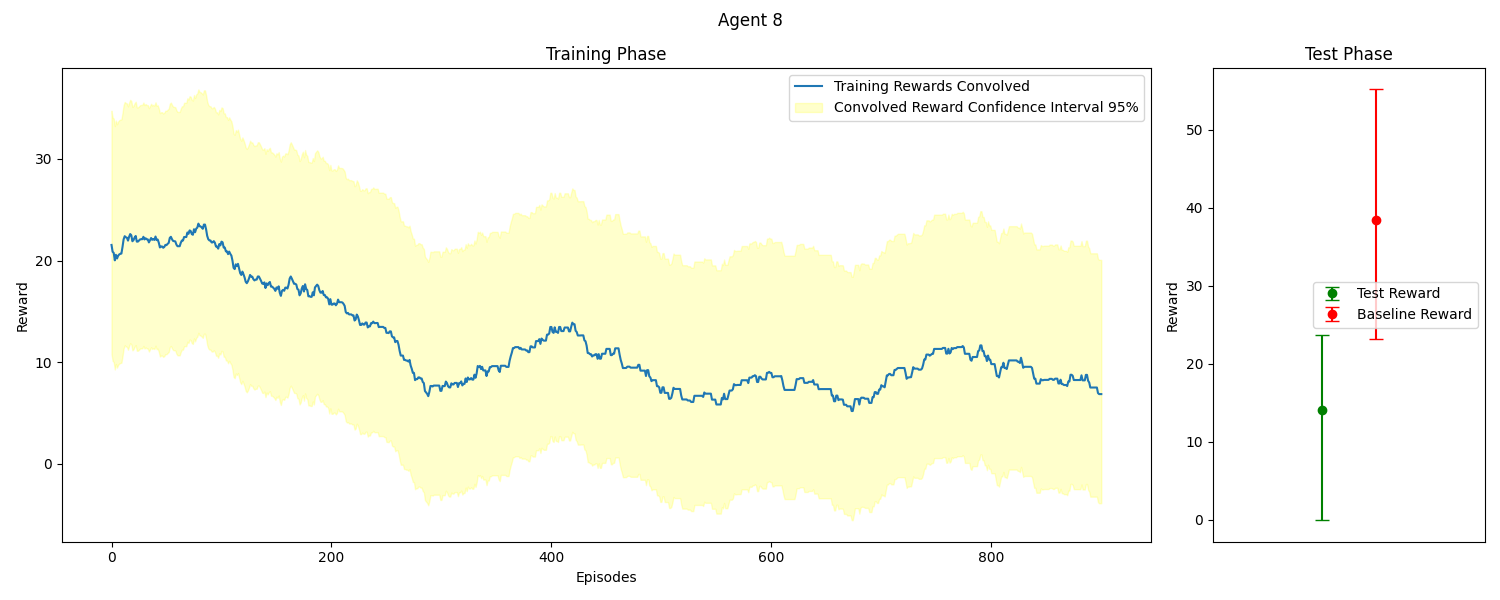 Agent 8
Training Phase
Training Rewards Convolved
Convolved Reward Confidence Interval 95%
Reward
30
20
10
0
0 200 400 600 800
Episodes
Test Phase
Reward
50
40
30
20
10
0
Test Reward
Baseline Reward